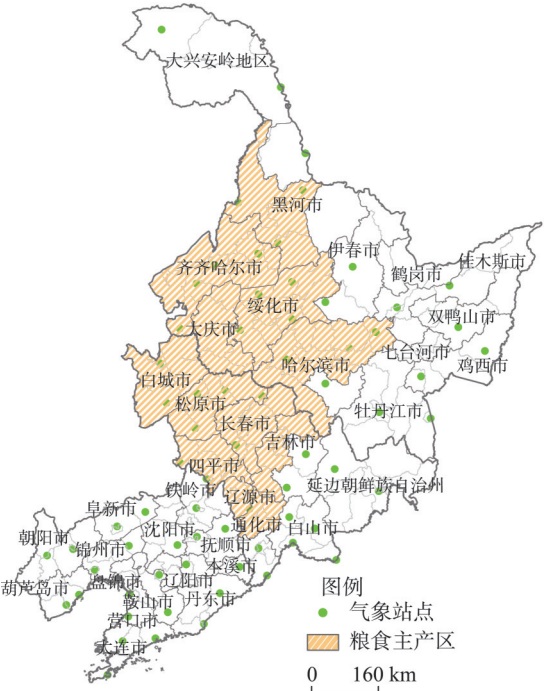 大兴安岭地区
黑河市
伊春市
齐齐哈尔市
鹤岗市
佳木斯市
绥化市
大庆市
双鸭山市
七台河市
哈尔滨市
鸡西市
白城市
松原市
牡丹江市
长春市
吉林市
四平市
延边朝鲜族自治州
铁岭市
辽源市
阜新市
通化市
白山市
朝阳市
沈阳市
锦州市
抚顺市
本溪市
葫芦岛市
盘锦市
辽阳市
鞍山市
丹东市
营口市
大连市
图例
气象站点
粮食主产区
0 160 km